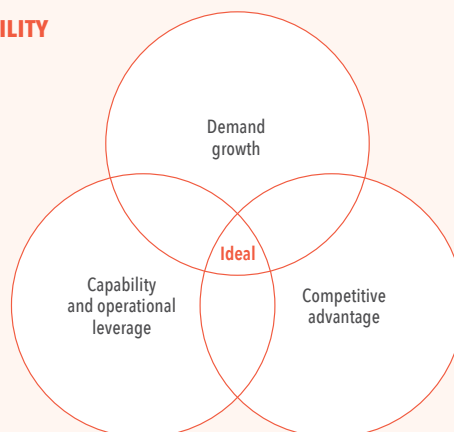 ILITY
Demand
growth
Ideal
Capability
and operational
leverage
Competitive
advantage